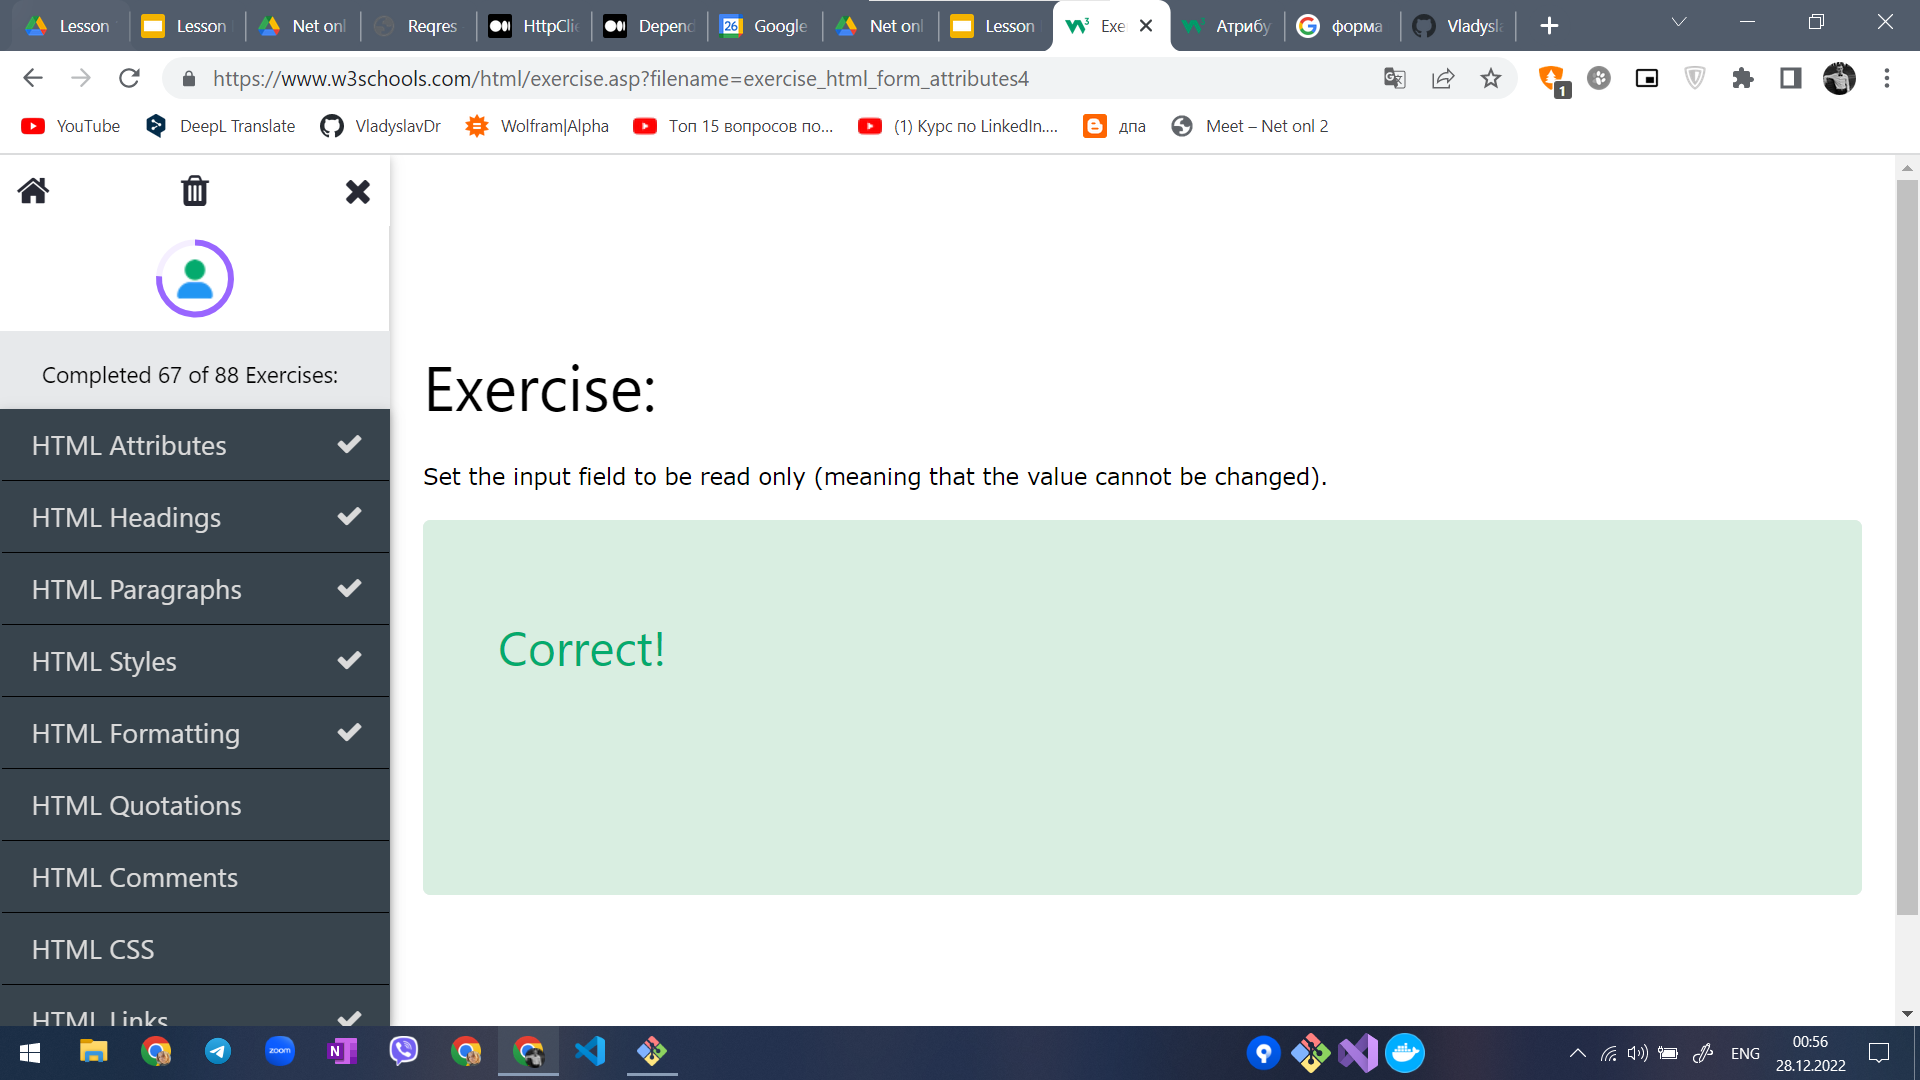 Lesson
Lesson
Net onl
Reqres
HttpClie
Depend
Google
Net onl
Lesson
Exe
Атрибу
форма
Vladysla
https://www.w3schools.com/html/exercise.asp?filename=exercise_html_form_attributes4
1
YouTube
DeepL Translate
VladyslavDr
Wolfram|Alpha
Топ 15 вопросов по...
(1) Курс по LinkedIn....
дпа
Meet – Net onl 2
Completed 67 of 88 Exercises:
HTML Attributes
HTML Headings
HTML Paragraphs
HTML Styles
HTML Formatting
HTML Quotations
HTML Comments
HTML CSS
HTML Links
Exercise:
Set the input field to be read only (meaning that the value cannot be changed).
Correct!
zoom
ENG
00:56
28.12.2022